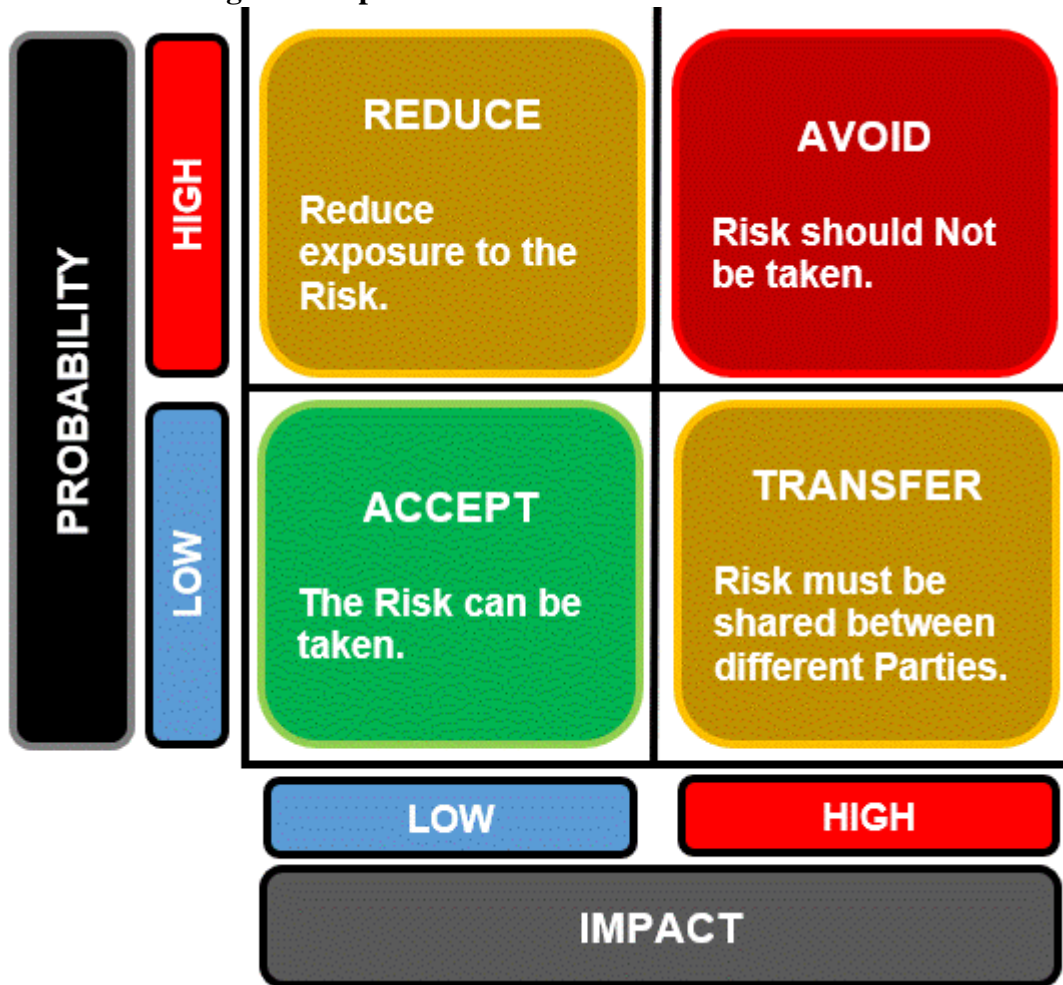 PROBABILITY
HIGH
REDUCE
Reduce
exposure to the
Risk.
AVOID
Risk should Not
be taken.
LOW
ACCEPT
The Risk can be
taken.
TRANSFER
Risk must be
shared between
different Parties.
LOW
HIGH
IMPACT